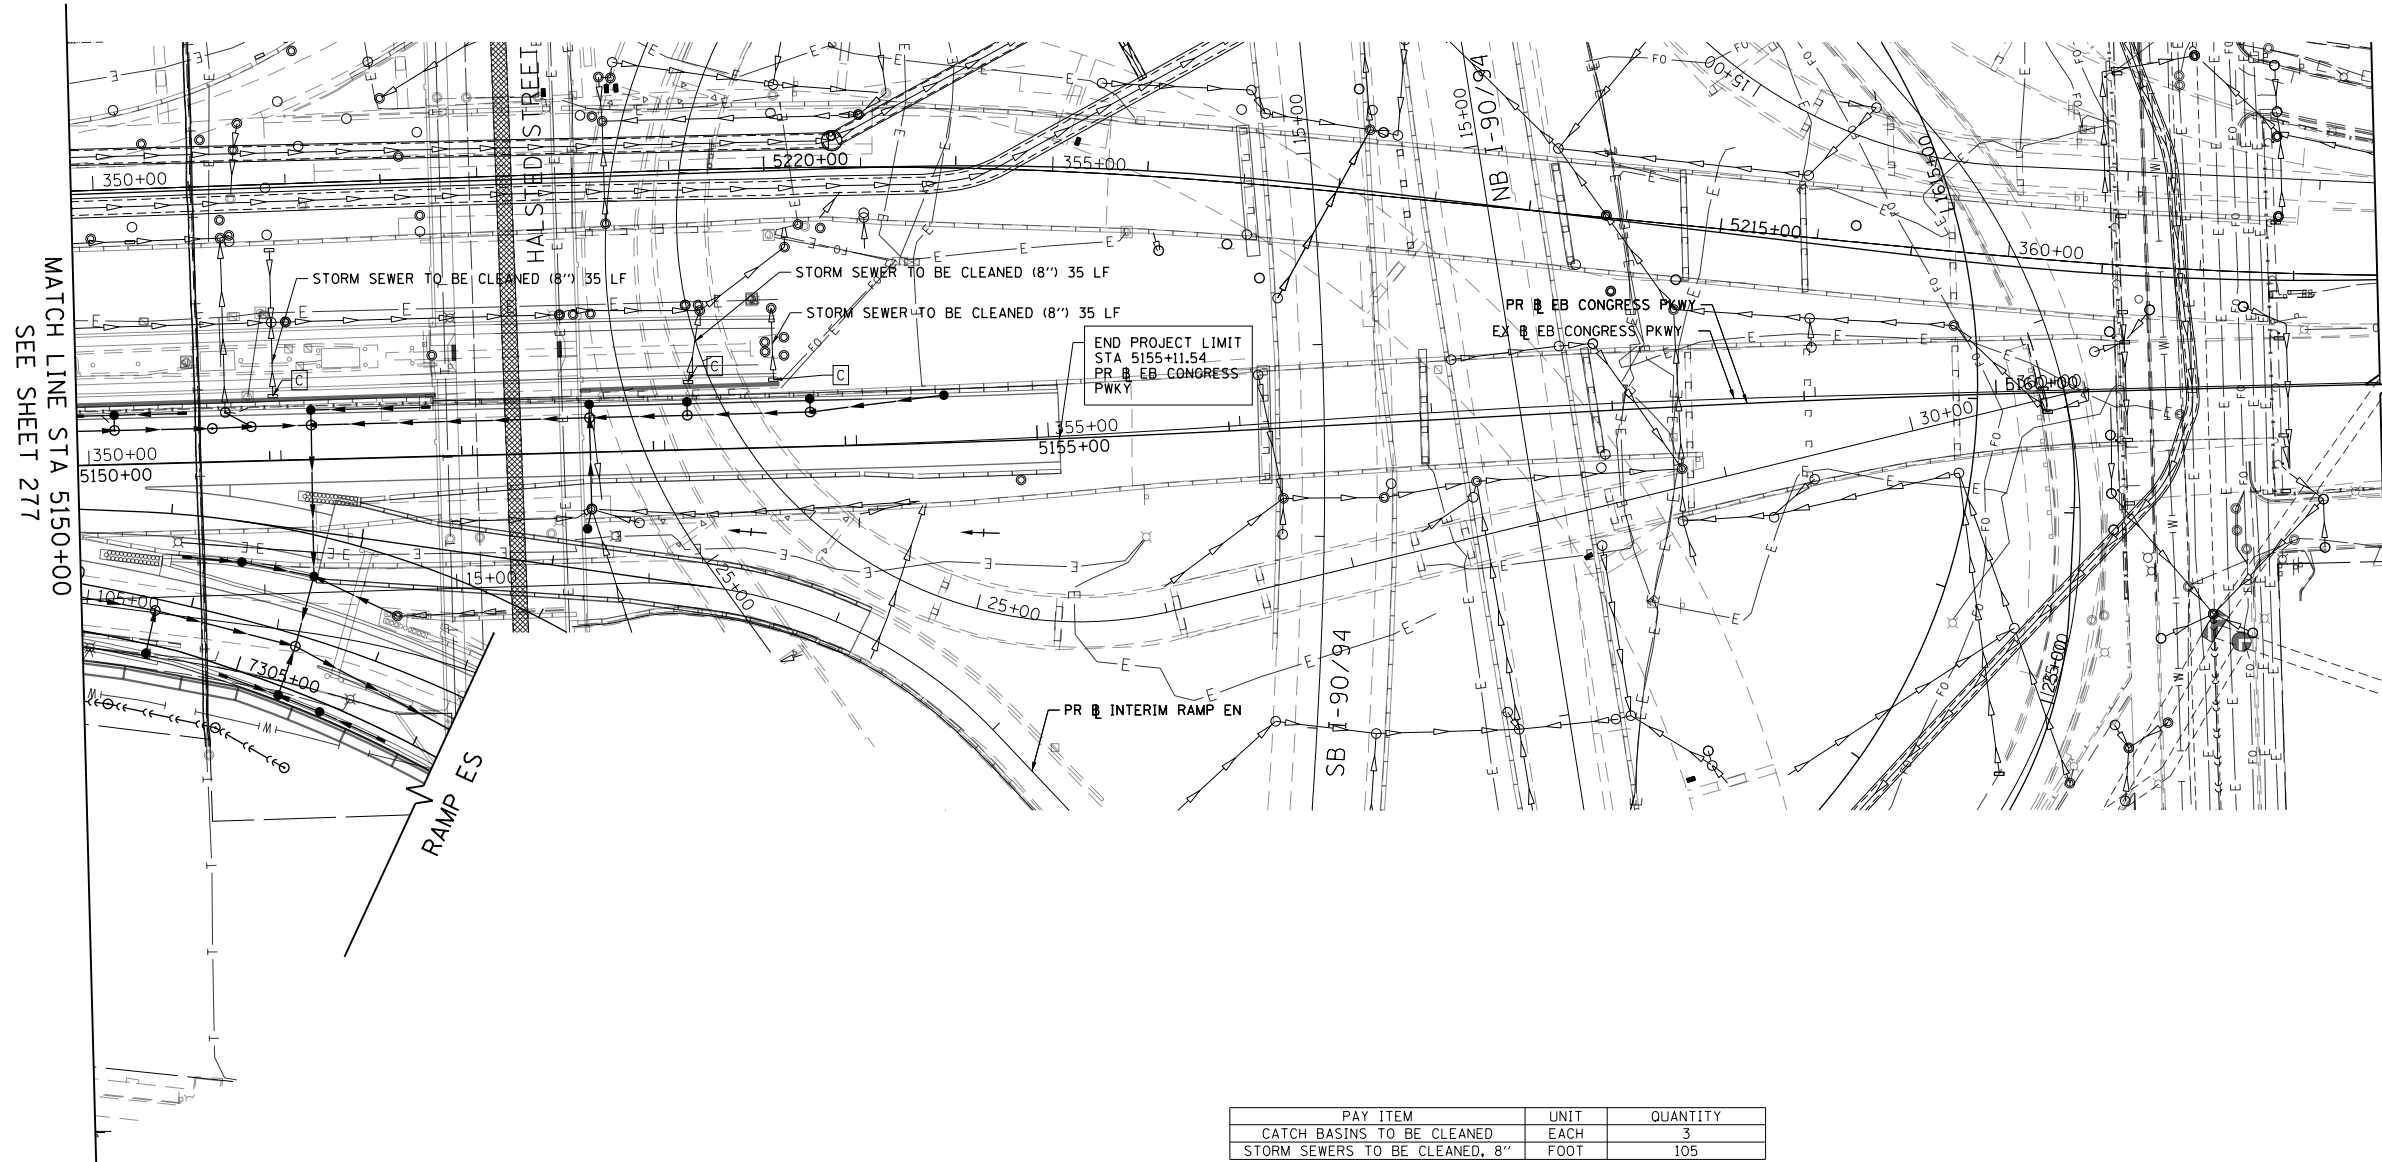 MATCH LINE STA 5150+00
SEE SHEET 277
HALSTED STREET
350+00
5220+00
355+00
15+00
15+00
NB I-90/94
15+00
5215+00
360+00
STORM SEWER TO BE CLEANED (8") 35 LF
STORM SEWER TO BE CLEANED (8") 35 LF
STORM SEWER TO BE CLEANED (8") 35 LF
C
C
C
END PROJECT LIMIT
STA 5155+11.54
PR B EB CONGRESS
PWKY
PR B EB CONGRESS PKWY
EX B EB CONGRESS PKWY
350+00
5150+00
355+00
5155+00
30+00
15+00
105+00
7305+00
25+00
25+00
PR B INTERIM RAMP EN
SB I-90/94
RAMP ES
PAY ITEM UNIT QUANTITY
CATCH BASINS TO BE CLEANED EACH 3
STORM SEWERS TO BE CLEANED, 8" FOOT 105